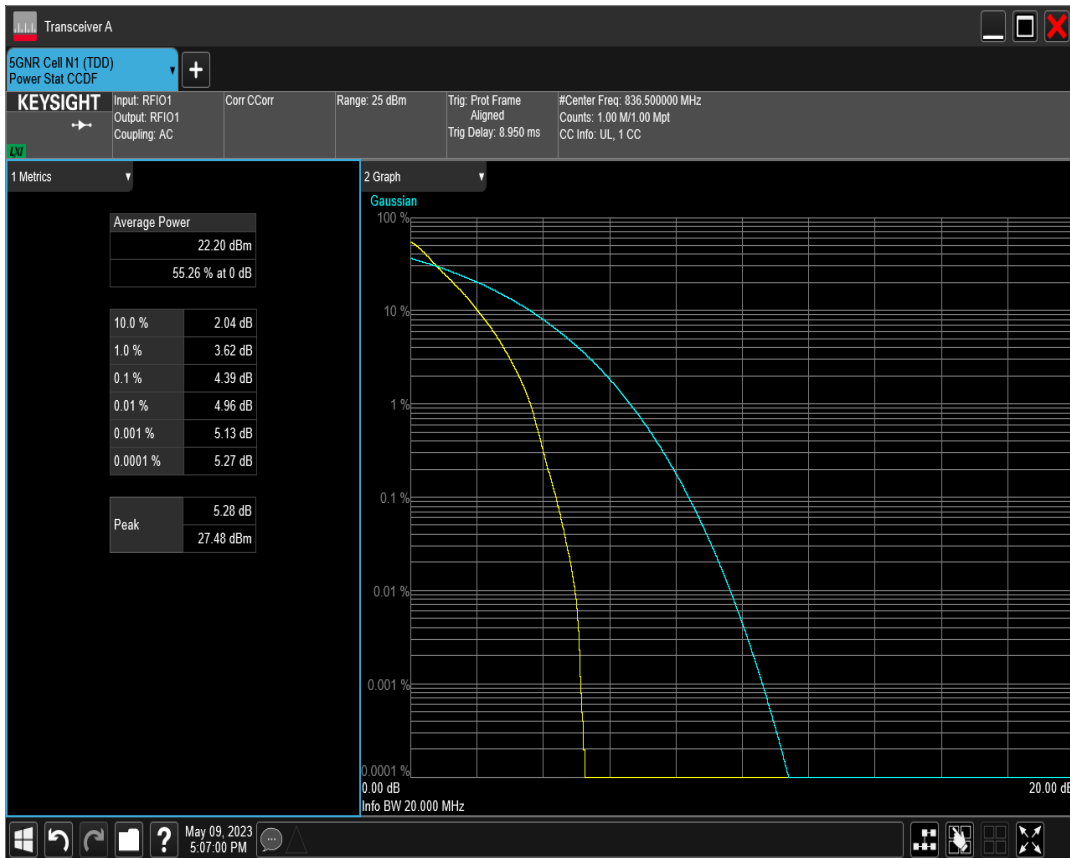 Transceiver A
5GNR Cell N1 (TDD)
Power Stat CCDF
+
KEYSIGHT
LXI
Input: RFIO1
Output: RFIO1
Coupling: AC
Corr CCorr
Range: 25 dBm
Trig: Prot Frame
Aligned
Trig Delay: 8.950 ms
#Center Freq: 836.500000 MHz
Counts: 1.00 M/1.00 Mpt
CC Info: UL, 1 CC
1 Metrics
Average Power
22.20 dBm
55.26 % at 0 dB
10.0 % 2.04 dB
1.0 % 3.62 dB
0.1 % 4.39 dB
0.01 % 4.96 dB
0.001 % 5.13 dB
0.0001 % 5.27 dB
Peak 5.28 dB
27.48 dBm
2 Graph
Gaussian
100 %
10 %
1 %
0.1 %
0.01 %
0.001 %
0.0001 %
0.00 dB 20.00 dB
Info BW 20.000 MHz
? May 09, 2023
5:07:00 PM